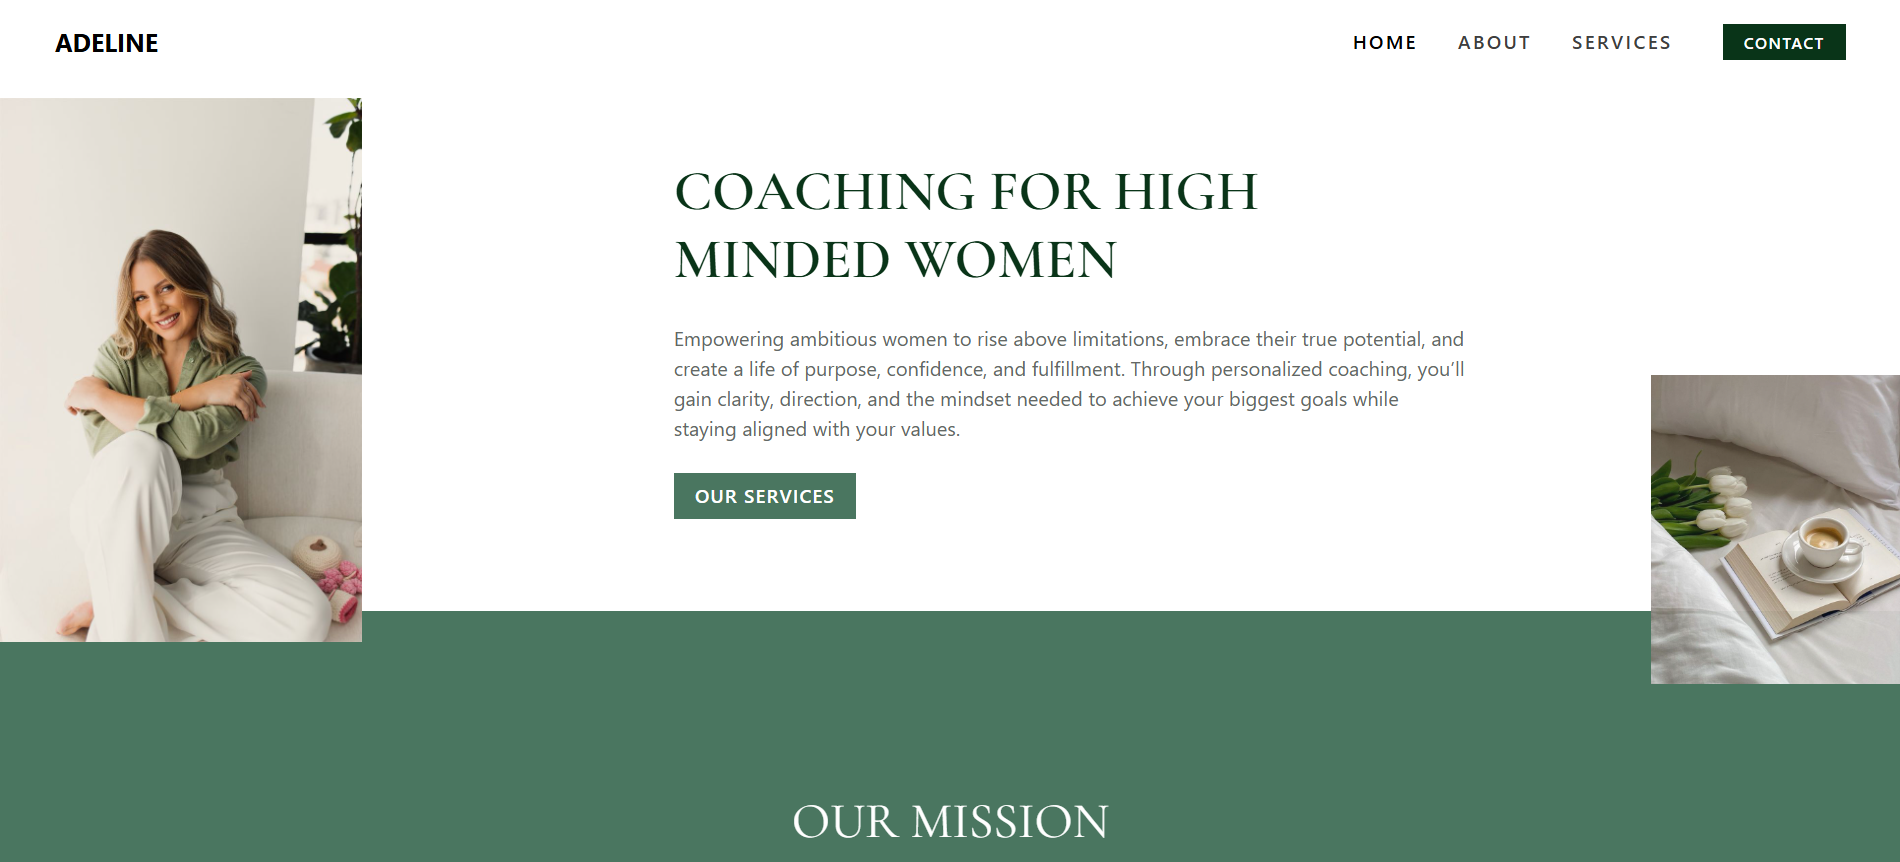 ADELINE
HOME
ABOUT
SERVICES
CONTACT
COACHING FOR HIGH
MINDED WOMEN
Empowering ambitious women to rise above limitations, embrace their true potential, and
create a life of purpose, confidence, and fulfillment. Through personalized coaching, you’ll
gain clarity, direction, and the mindset needed to achieve your biggest goals while
staying aligned with your values.
OUR SERVICES
OUR MISSION